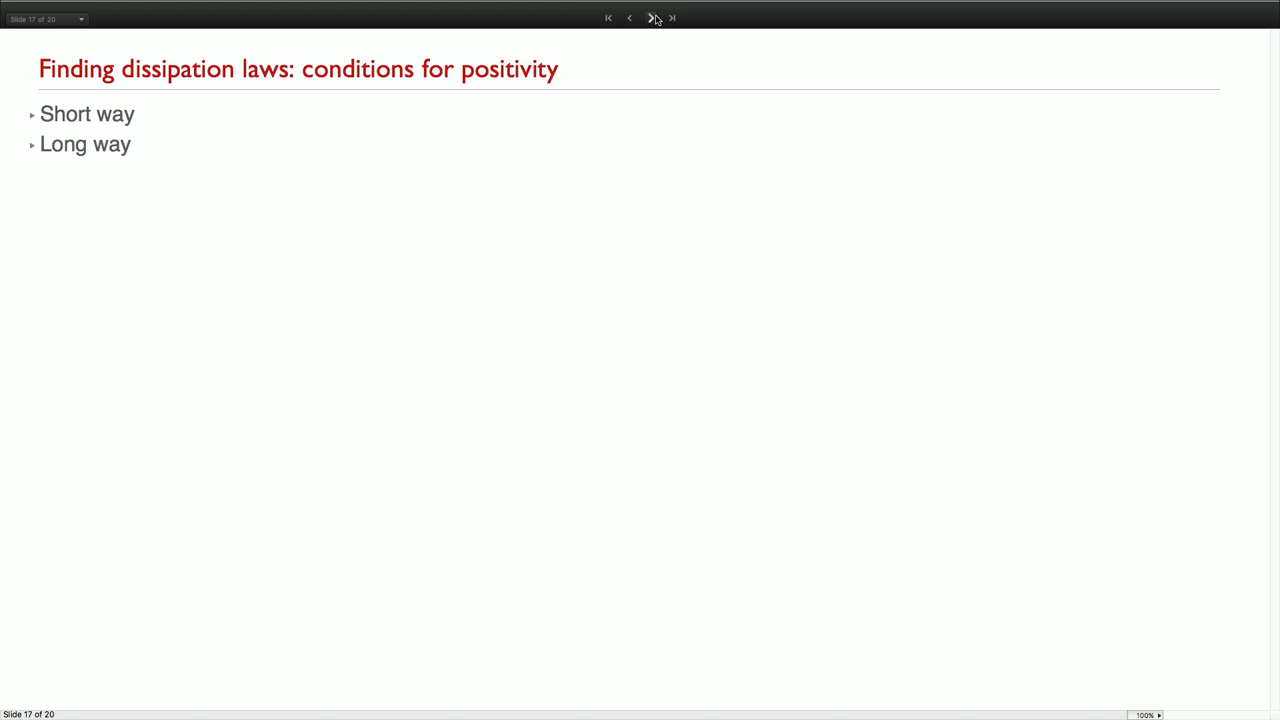 Slide 17 of 20
Finding dissipation laws: conditions for positivity
Short way
Long way
Slide 17 of 20
100%